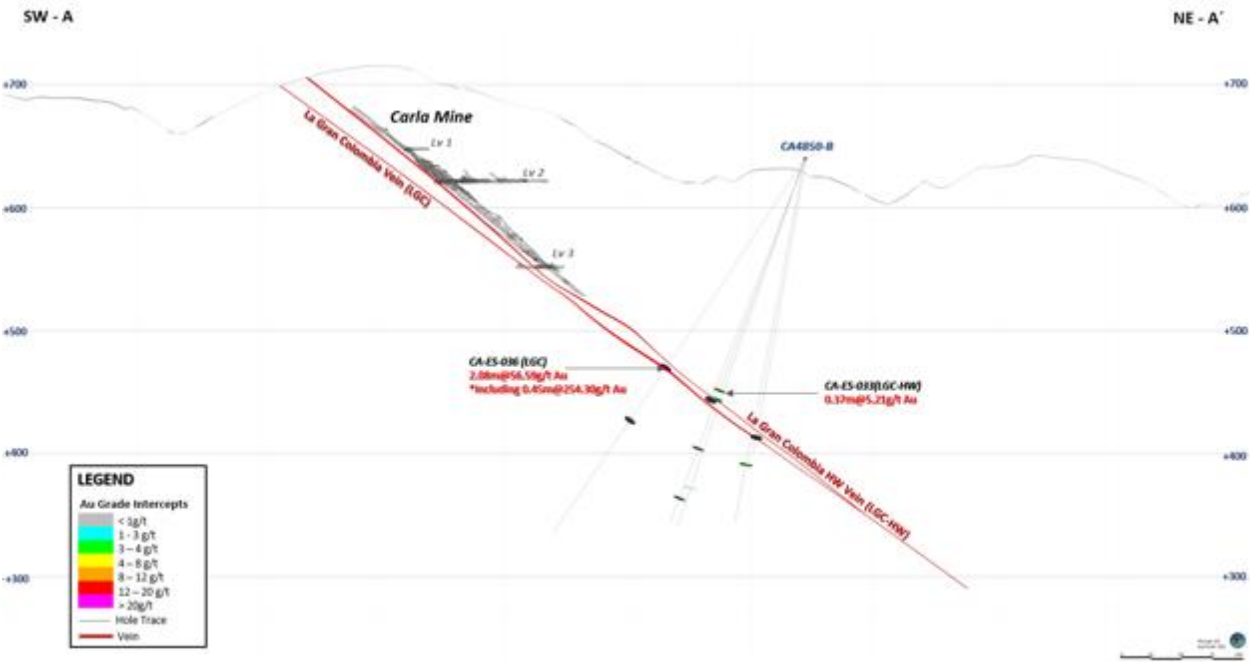 SW - A
NE - A´
+700
+700
Carla Mine
Lv 1
Lv 2
Lv 3
La Gran Colombia Vein (LGC)
CA4850-B
+600
+600
+500
+500
CA-ES-036 (LGC)
2.08m@56.59g/t Au
*Including 0.45m@254.30g/t Au
CA-ES-033(LGC-HW)
0.37m@5.21g/t Au
La Gran Colombia HW Vein (LGC-HW)
+400
+400
LEGEND
Au Grade Intercepts
< 1g/t
1 - 3 g/t
3 – 4 g/t
4 – 8 g/t
8 – 12 g/t
12 – 20 g/t
> 20g/t
Hole Trace
Vein
+300
+300